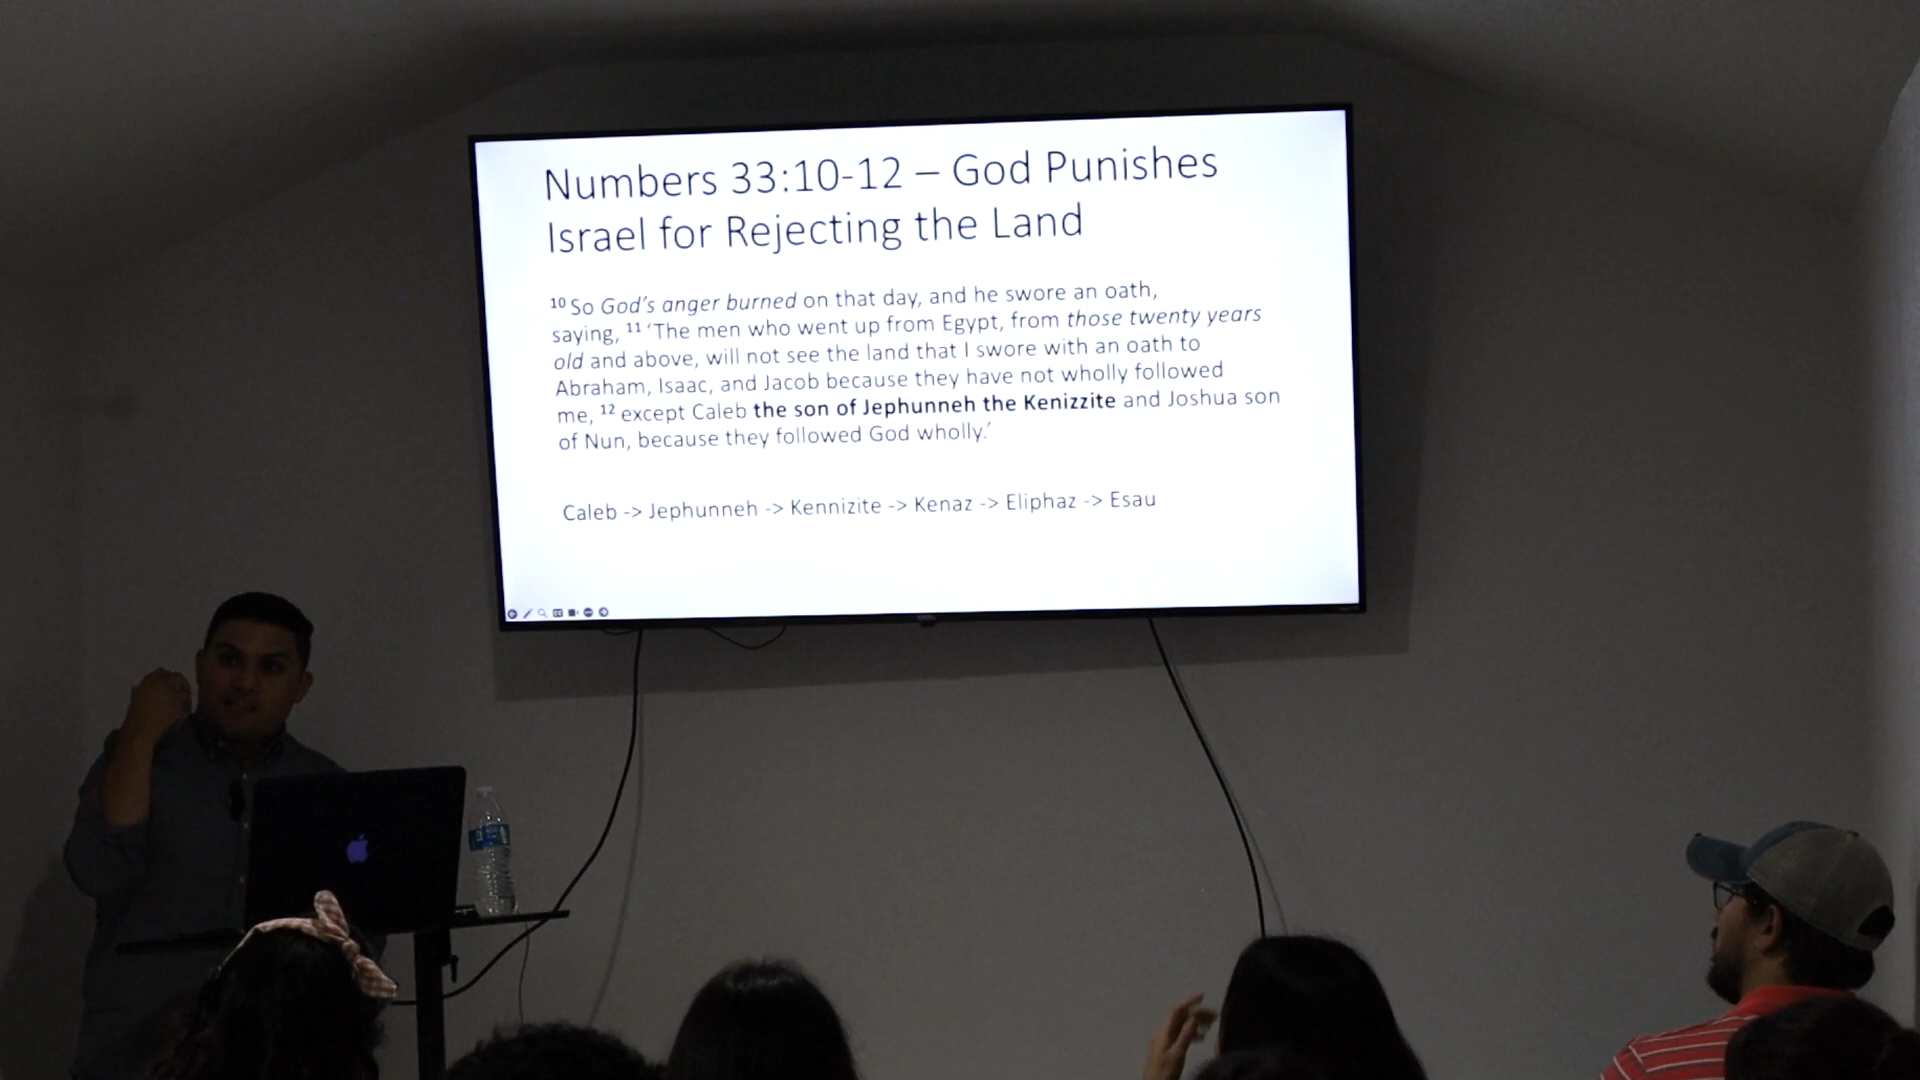 Numbers 33:10-12 – God Punishes
Israel for Rejecting the Land
10 So God's anger burned on that day, and he swore an oath,
saying, 11 'The men who went up from Egypt, from those twenty years
old and above, will not see the land that I swore with an oath to
Abraham, Isaac, and Jacob because they have not wholly followed
me, 12 except Caleb the son of Jephunneh the Kenizzite and Joshua son
of Nun, because they followed God wholly.'
Caleb -> Jephunneh -> Kennizite -> Kenaz -> Eliphaz -> Esau